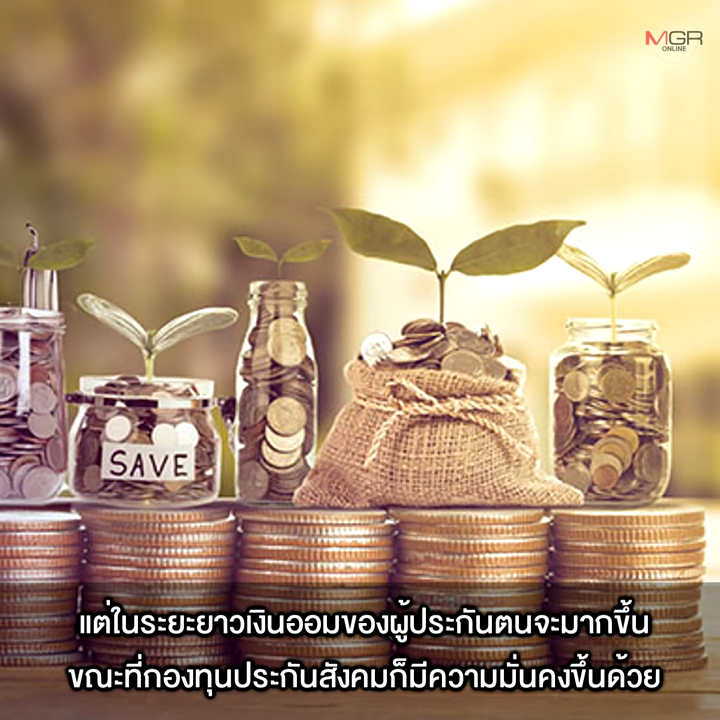 MGR
ONLINE
SAVE
แต่ในระยะยาวเงินออมของผู้ประกันตนจะมากขึ้น
ขณะที่กองทุนประกันสังคมก็มีความมั่นคงขึ้นด้วย